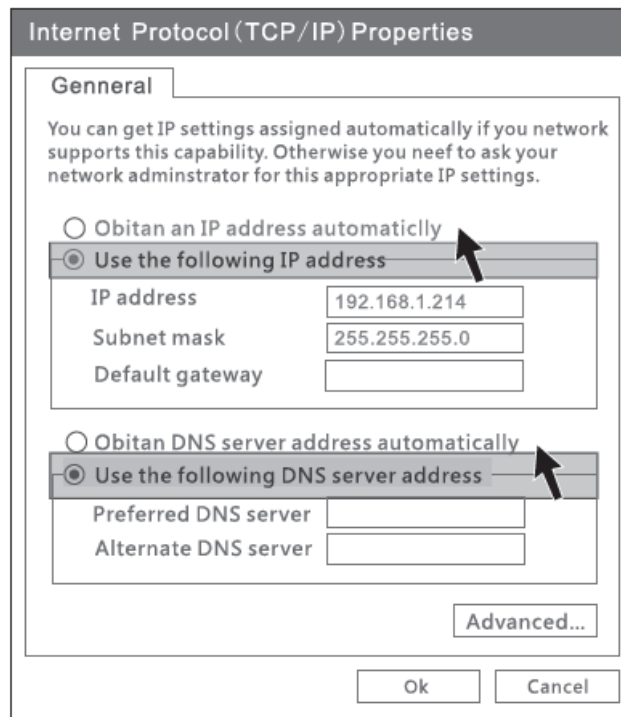 Internet Protocol(TCP/IP)Properties
Genneral
You can get IP settings assigned automatically if you network
supports this capability. Otherwise you neef to ask your
network adminstrator for this appropriate IP settings.
Obitan an IP address automaticlly
Use the following IP address
IP address 192.168.1.214
Subnet mask 255.255.255.0
Default gateway
Obitan DNS server address automatically
Use the following DNS server address
Preferred DNS server
Alternate DNS server
Advanced...
Ok Cancel